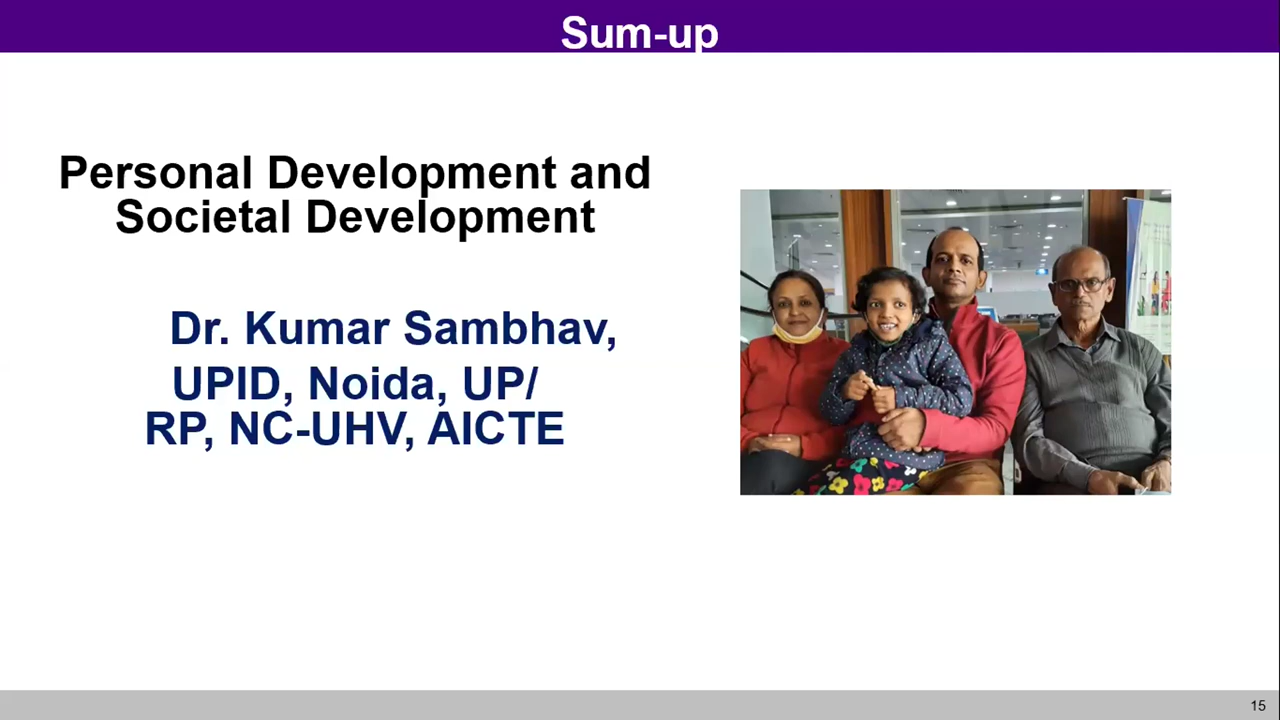 Sum-up
Personal Development and
Societal Development
Dr. Kumar Sambhav,
UPID, Noida, UP/
RP, NC-UHV, AICTE
15